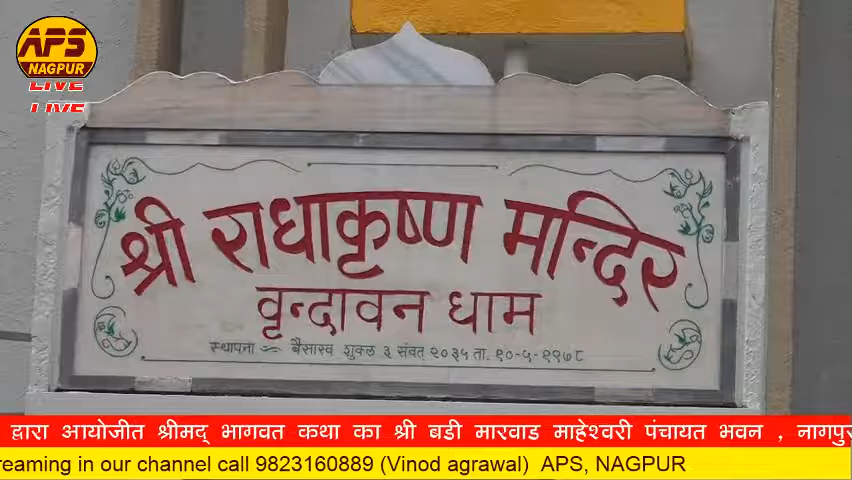 APS
NAGPUR
LIVE
LIVE
श्री राधाकृष्ण मन्दिर
वृन्दावन धाम
स्थापना ~ बैसाख शुक्ल ३ संवत् २०३५ ता. १०-५-१९७८
द्वारा आयोजीत श्रीमद् भागवत कथा का श्री बडी मारवाड माहेश्वरी पंचायत भवन , नागपुर
reaming in our channel call 9823160889 (Vinod agrawal) APS, NAGPUR